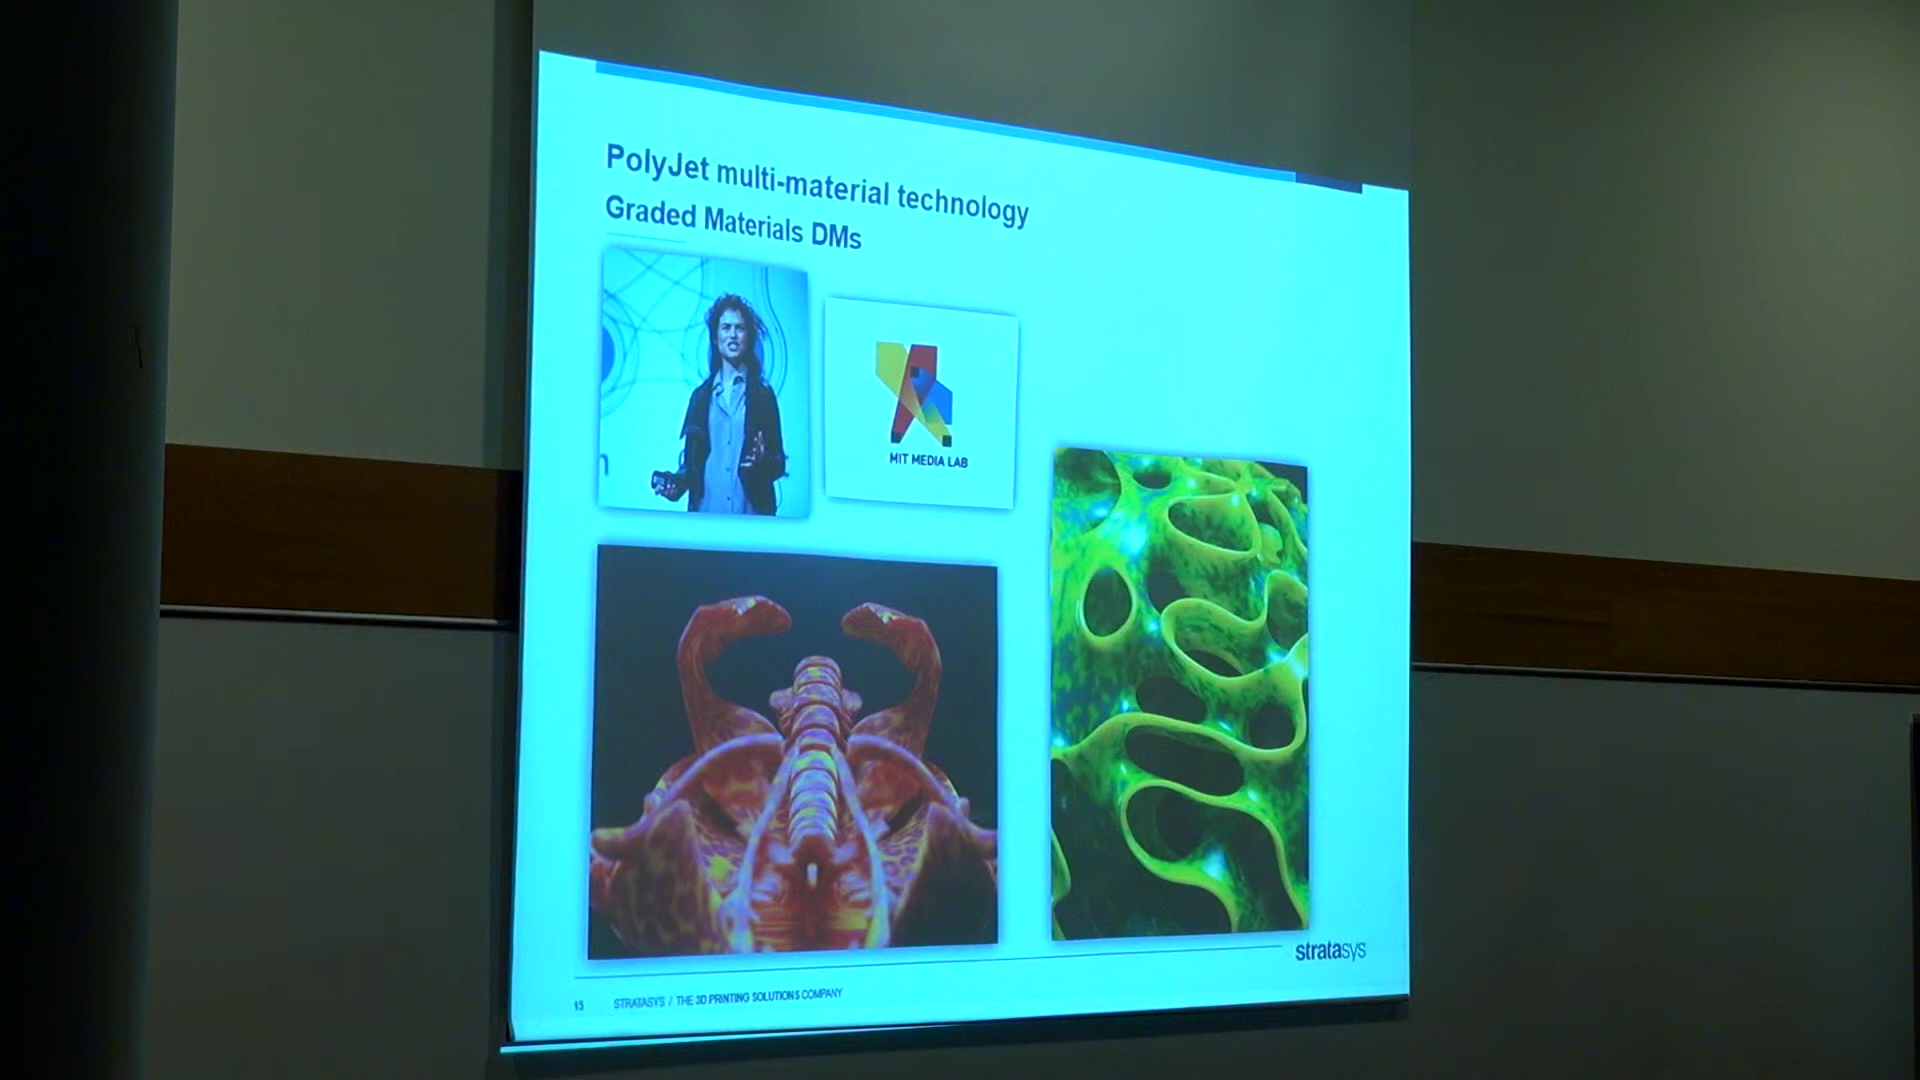 PolyJet multi-material technology
Graded Materials DMs
MIT MEDIA LAB
stratasys
15 STRATASYS / THE 3D PRINTING SOLUTIONS COMPANY